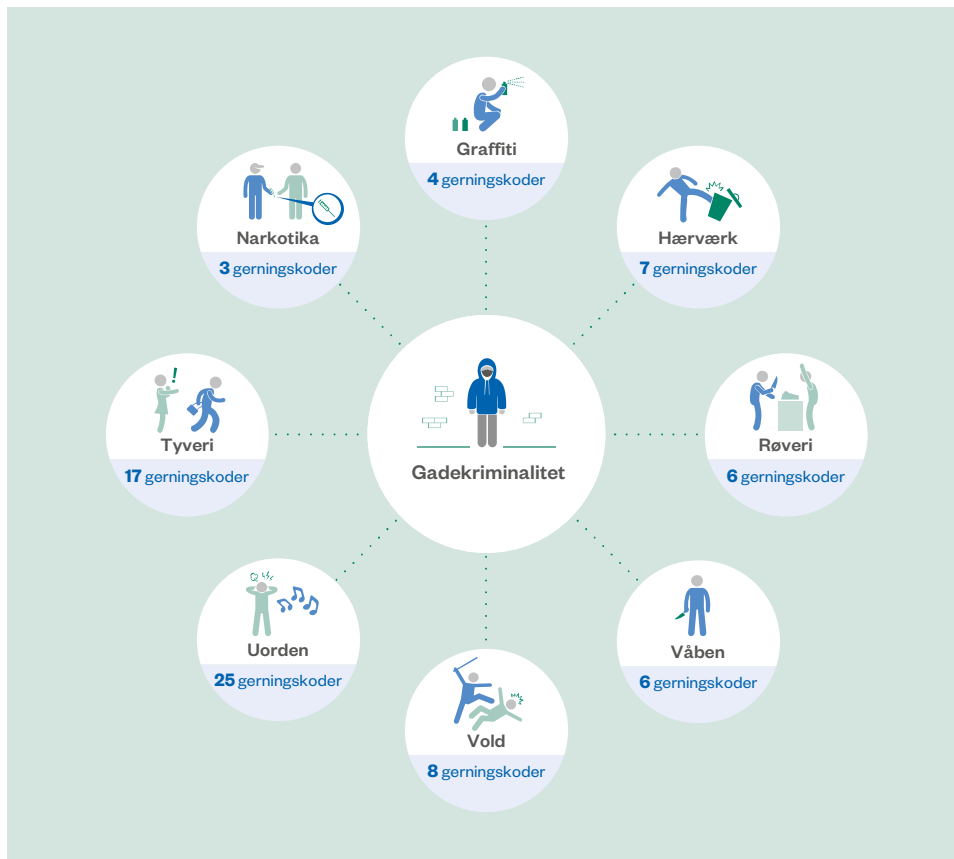 Graffiti
4 gerningskoder
Narkotika
3 gerningskoder
Hærværk
7 gerningskoder
Tyveri
17 gerningskoder
Gadekriminalitet
Røveri
6 gerningskoder
Uorden
25 gerningskoder
Våben
6 gerningskoder
Vold
8 gerningskoder